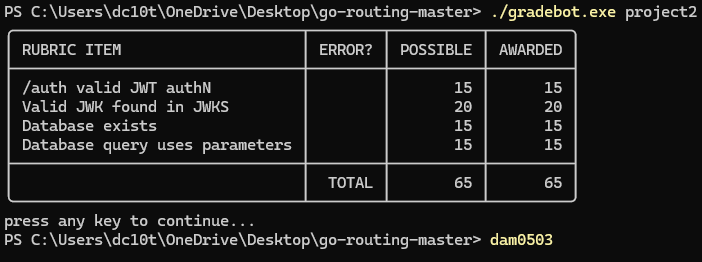 PS C:\Users\dc10t\OneDrive\Desktop\go-routing-master> ./gradebot.exe project2
RUBRIC ITEM ERROR? POSSIBLE AWARDED
/auth valid JWT authN 15 15
Valid JWK found in JWKS 20 20
Database exists 15 15
Database query uses parameters 15 15
TOTAL 65 65
press any key to continue...
PS C:\Users\dc10t\OneDrive\Desktop\go-routing-master> dam0503